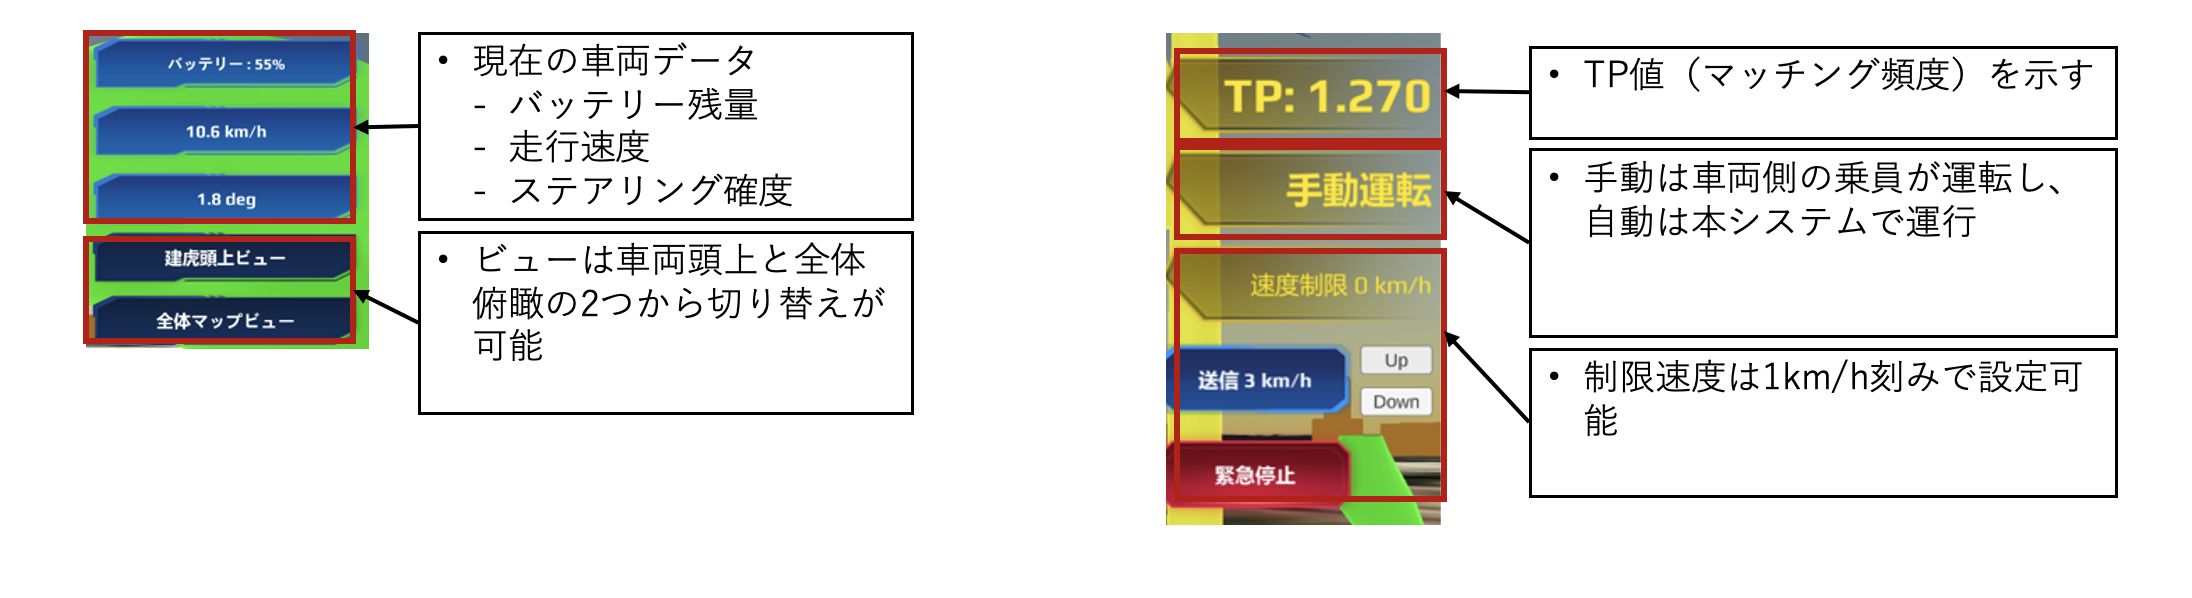 バッテリー : 55%
10.6 km/h
1.8 deg
建虎頭上ビュー
全体マップビュー
• 現在の車両データ
- バッテリー残量
- 走行速度
- ステアリング確度
• ビューは車両頭上と全体
俯瞰の2つから切り替えが
可能
TP: 1.270
手動運転
速度制限 0 km/h
送信 3 km/h
Up
Down
緊急停止
• TP値（マッチング頻度）を示す
• 手動は車両側の乗員が運転し、
自動は本システムで運行
• 制限速度は1km/h刻みで設定可
能